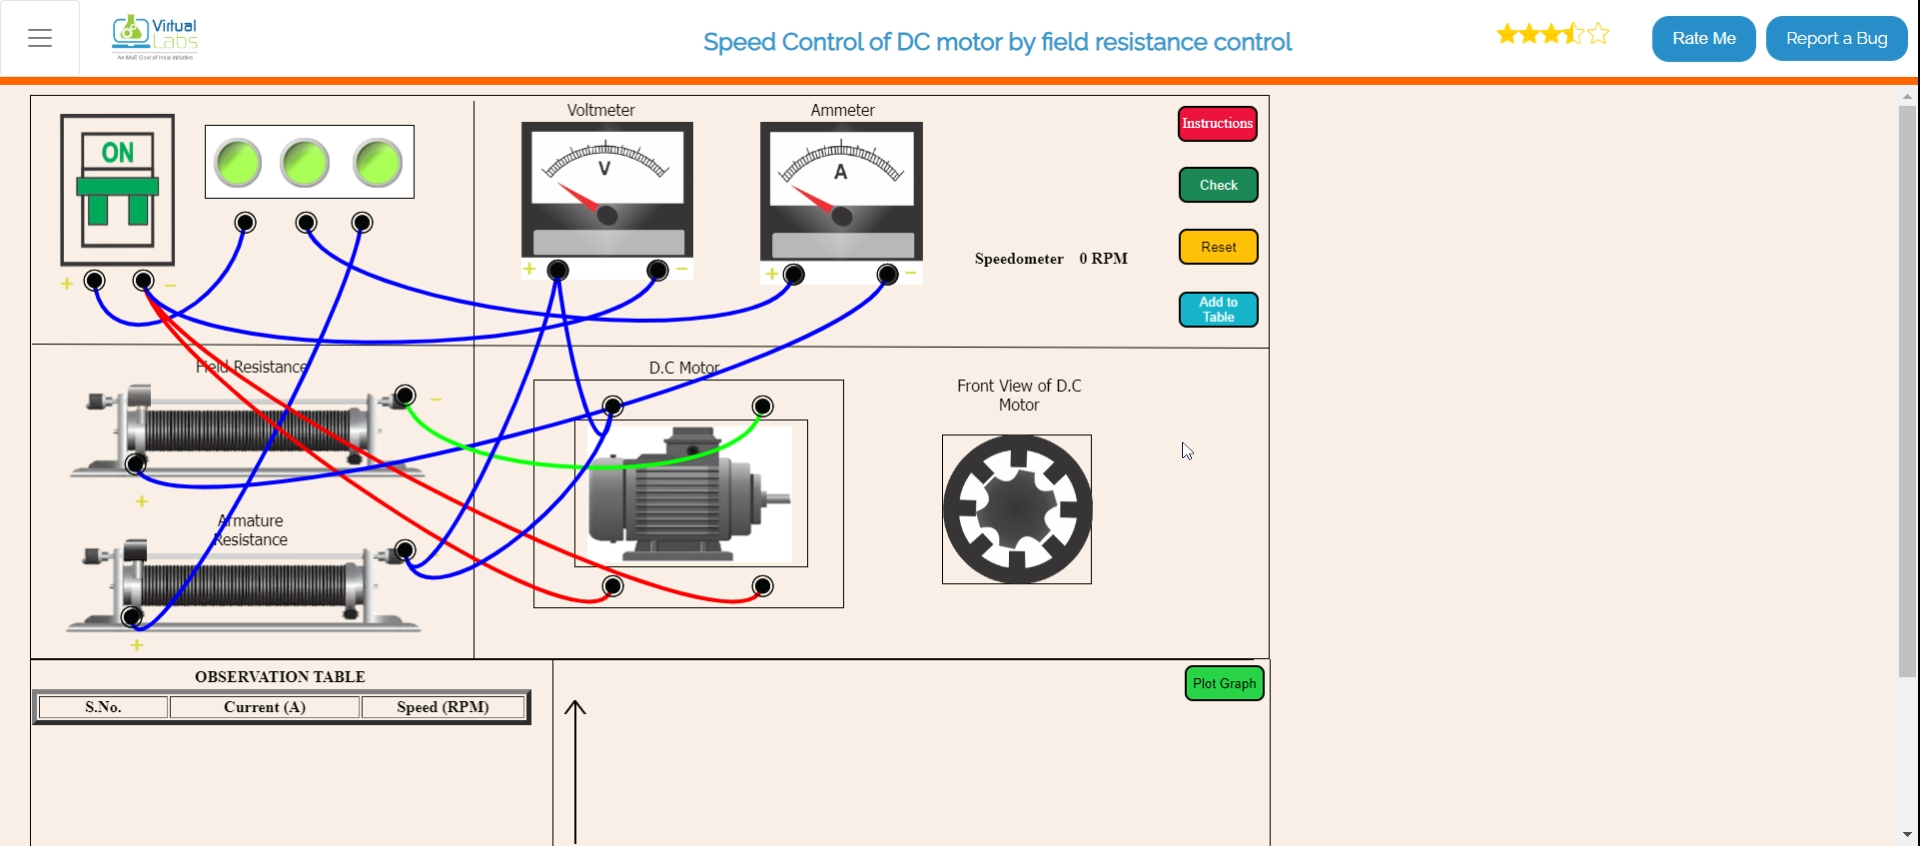 Virtual
Labs
An MoE Govt of India Initiative
Speed Control of DC motor by field resistance control
Rate Me
Report a Bug
Voltmeter
Ammeter
Instructions
ON
V
A
Check
Reset
+
−
+
−
+
−
Speedometer 0 RPM
Add to
Table
Field Resistance
D.C Motor
Front View of D.C
Motor
−
+
Armature
Resistance
+
OBSERVATION TABLE
Plot Graph
S.No.
Current (A)
Speed (RPM)